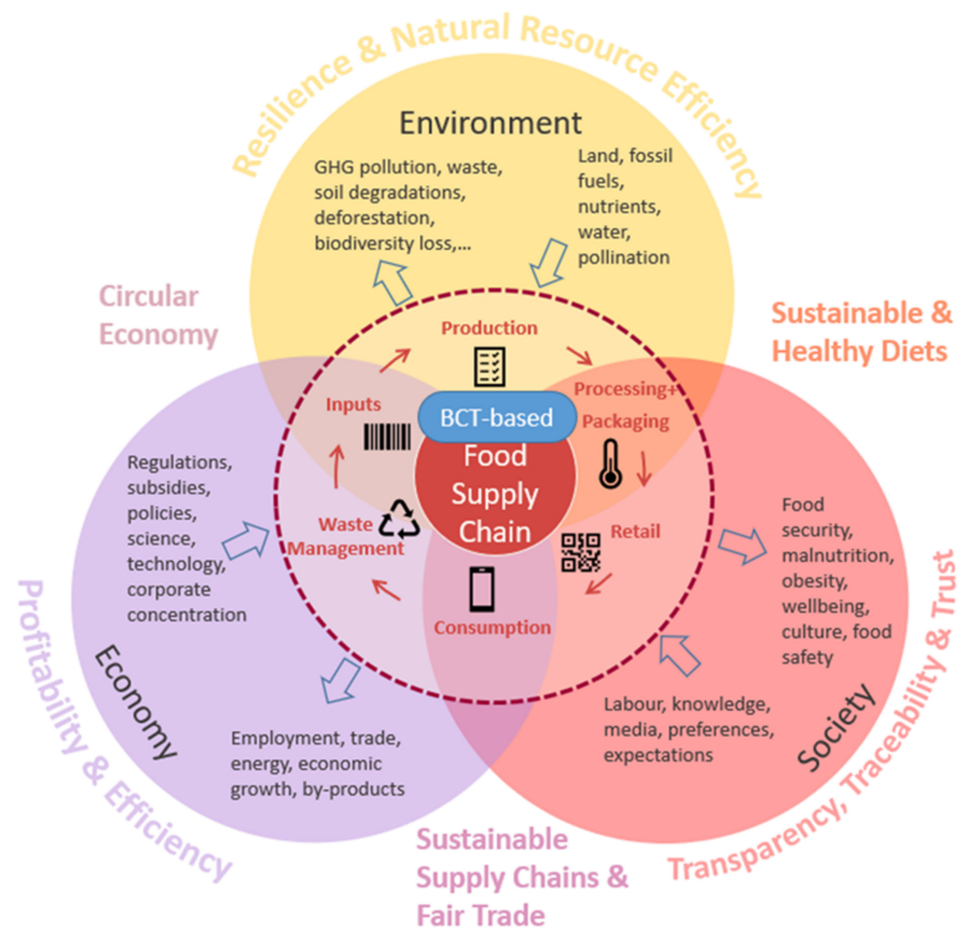 Resilience & Natural Resource Efficiency
Environment
GHG pollution, waste,
soil degradations,
deforestation,
biodiversity loss,...
Land, fossil
fuels,
nutrients,
water,
pollination
Circular
Economy
Sustainable &
Healthy Diets
Production
Processing+
Packaging
Inputs
BCT-based
Food
Supply
Chain
Retail
Waste
Management
Consumption
Regulations,
subsidies,
policies,
science,
technology,
corporate
concentration
Food
security,
malnutrition,
obesity,
wellbeing,
culture, food
safety
Economy
Profitability & Efficiency
Employment, trade,
energy, economic
growth, by-products
Labour, knowledge,
media, preferences,
expectations
Society
Transparency, Traceability & Trust
Sustainable
Supply Chains &
Fair Trade